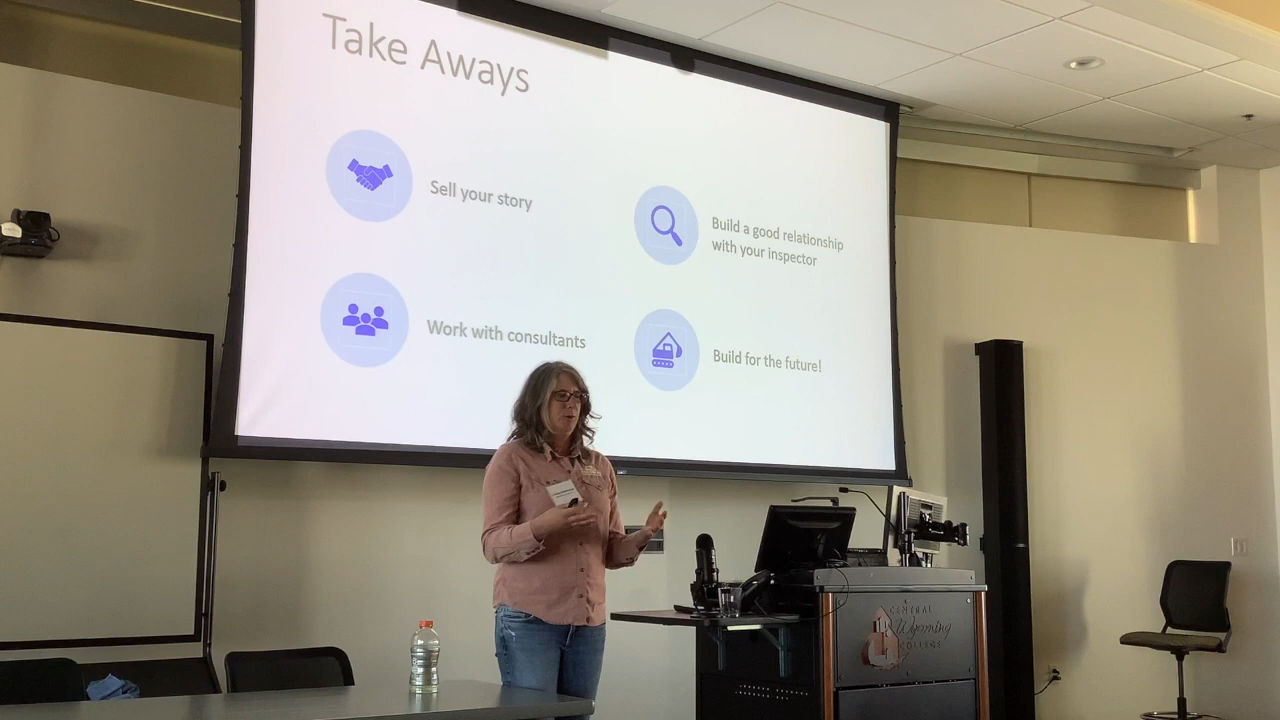 Take Aways
Sell your story
Build a good relationship
with your inspector
Work with consultants
Build for the future!
CENTRAL
Wyoming
COLLEGE